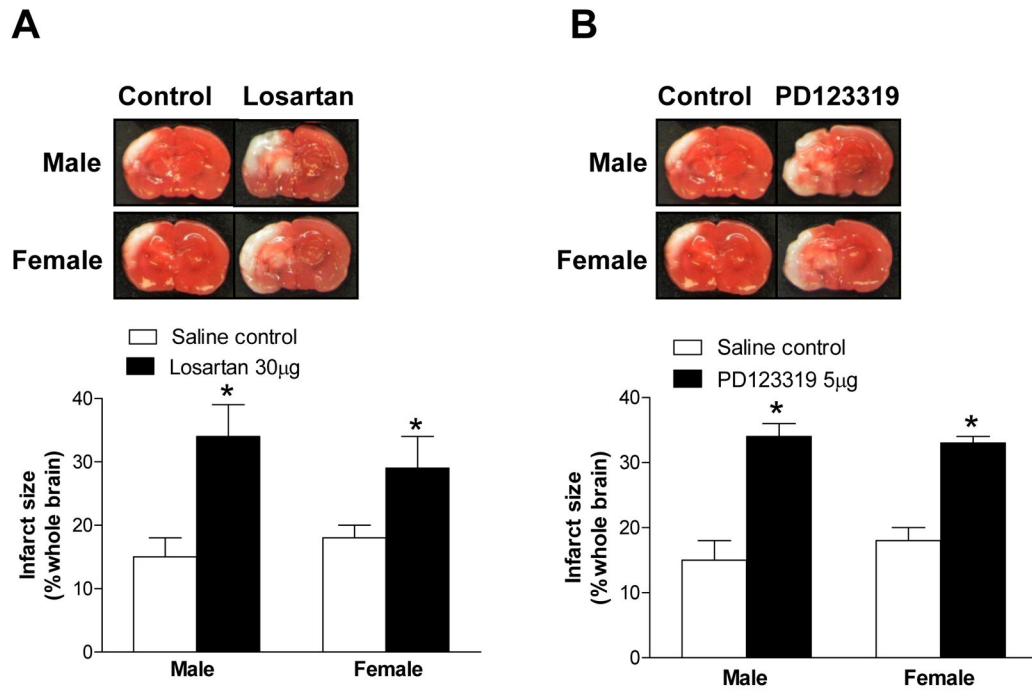 A
B
Control Losartan
Male
Female
Saline control
Losartan 30µg
*
*
40
30
20
10
0
Infarct size
(% whole brain)
Male Female
Control PD123319
Male
Female
Saline control
PD123319 5µg
*
*
40
30
20
10
0
Infarct size
(% whole brain)
Male Female